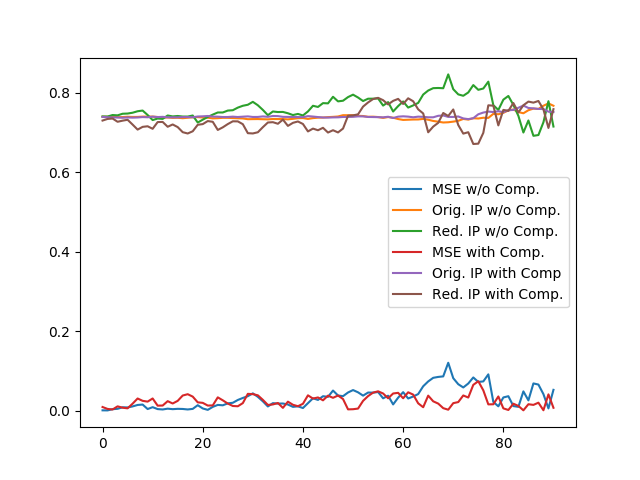 0.8
0.6
0.4
0.2
0.0
0 20 40 60 80
MSE w/o Comp.
Orig. IP w/o Comp.
Red. IP w/o Comp.
MSE with Comp.
Orig. IP with Comp
Red. IP with Comp.